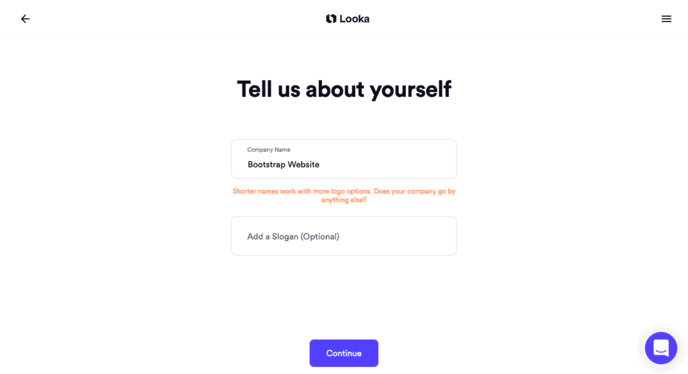 Looka
Tell us about yourself
Company Name
Bootstrap Website
Shorter names work with more logo options. Does your company go by
anything else?
Add a Slogan (Optional)
Continue